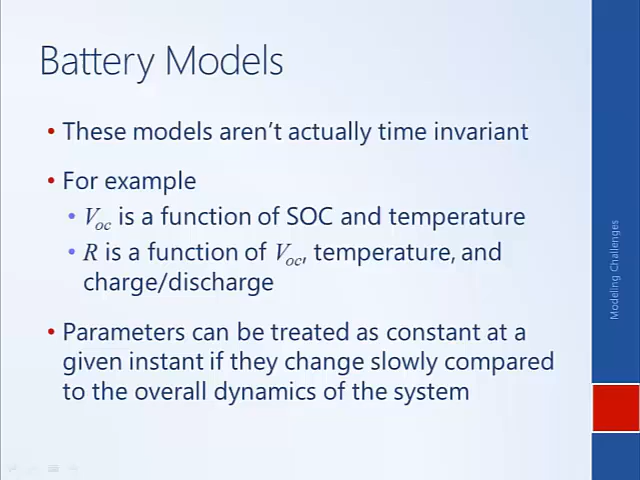 Battery Models
• These models aren't actually time invariant
• For example
• Voc is a function of SOC and temperature
• R is a function of Voc, temperature, and
charge/discharge
• Parameters can be treated as constant at a
given instant if they change slowly compared
to the overall dynamics of the system
Modeling Challenges